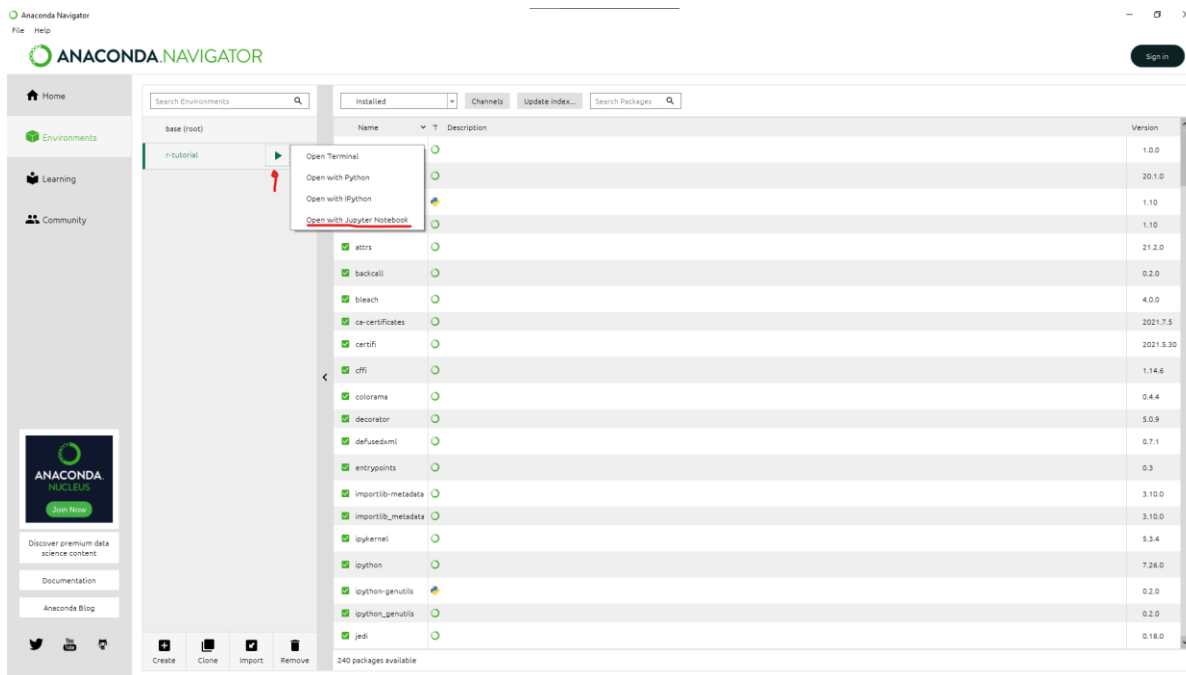 Anaconda Navigator
File Help
ANACONDA.NAVIGATOR
Sign in
Home
Environments
Learning
Community
ANACONDA.
NUCLEUS
Join Now
Discover premium data
science content
Documentation
Anaconda Blog
You
Tube
Search Environments
base (root)
r-tutorial
Open Terminal
Open with Python
Open with IPython
Open with Jupyter Notebook
Create Clone Import Remove
Installed Channels Update index... Search Packages
Name T Description Version
1.0.0
20.1.0
1.10
1.10
attrs 21.2.0
backcall 0.2.0
bleach 4.0.0
ca-certificates 2021.7.5
certifi 2021.5.30
cffi 1.14.6
colorama 0.4.4
decorator 5.0.9
defusedxml 0.7.1
entrypoints 0.3
importlib-metadata 3.10.0
importlib_metadata 3.10.0
ipykernel 5.3.4
ipython 7.26.0
ipython-genutils 0.2.0
ipython_genutils 0.2.0
jedi 0.18.0
240 packages available